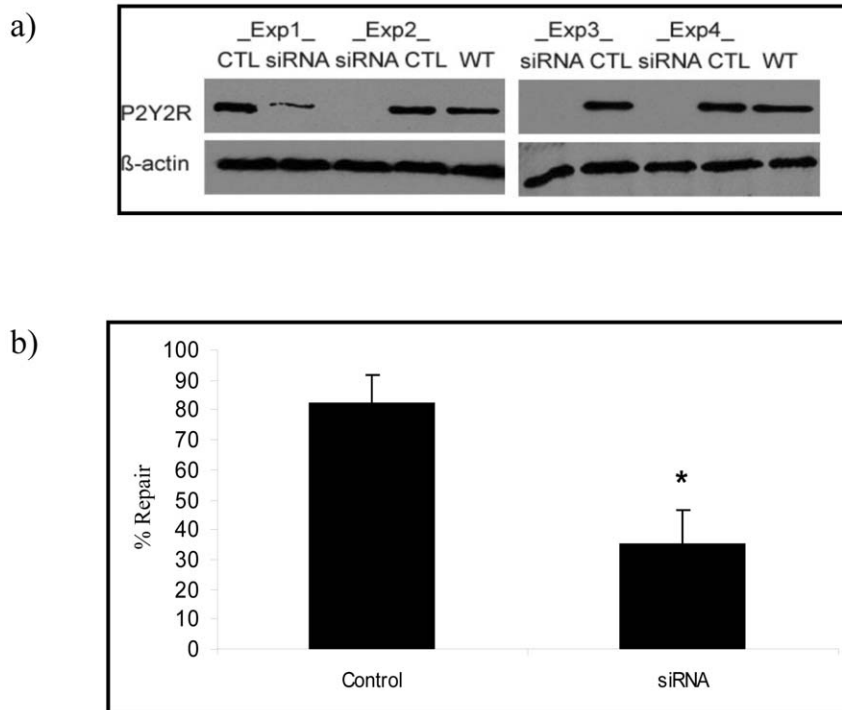 a)
_Exp1_ _Exp2_ _Exp3_ _Exp4_
CTL siRNA siRNA CTL WT siRNA CTL siRNA CTL WT
P2Y2R
ß-actin
b)
100
90
80
70
60
50
40
30
20
10
0
% Repair
*
Control siRNA